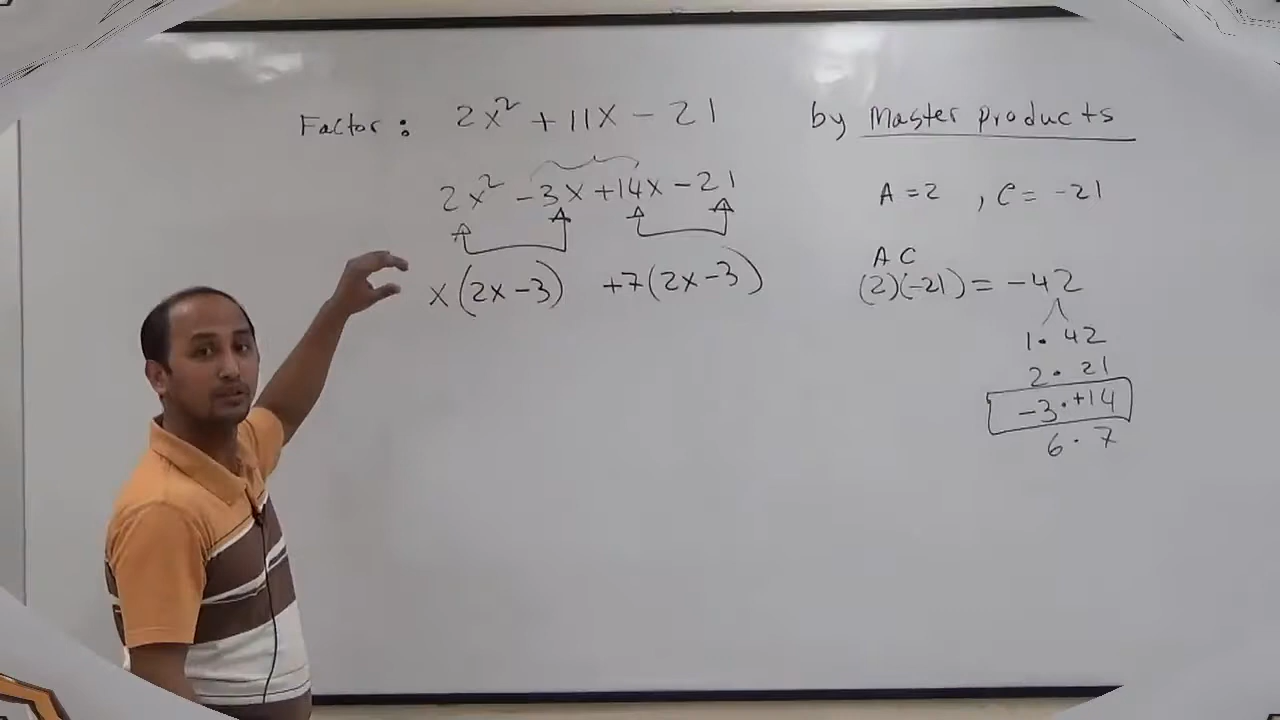 Factor: 2x² + 11x - 21
2x² - 3x + 14x - 21
x(2x - 3) + 7(2x - 3)
by Master products
A = 2 , C = -21
A C
(2)(-21) = -42
1 · 42
2 · 21
-3 · +14
6 · 7